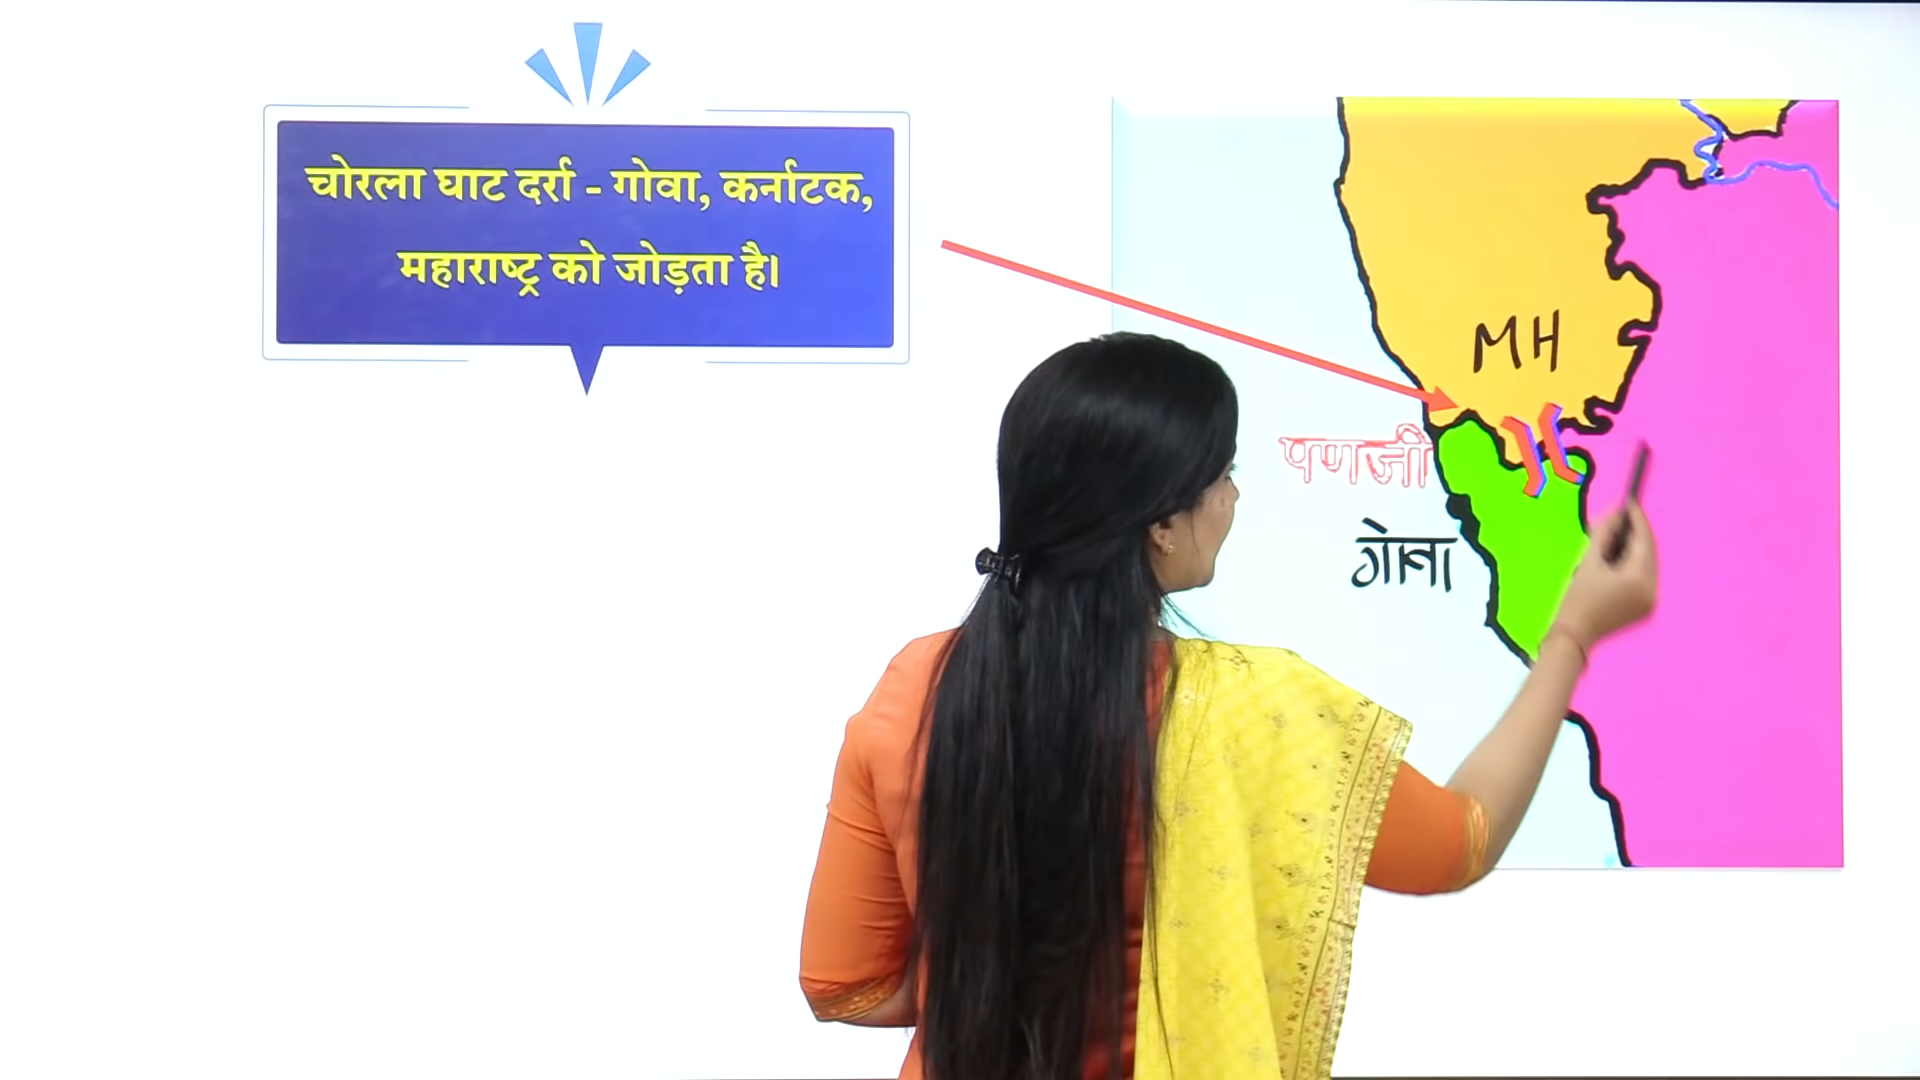 चोरला घाट दर्रा - गोवा, कर्नाटक,
महाराष्ट्र को जोड़ता है।
MH
पणजी
गोवा